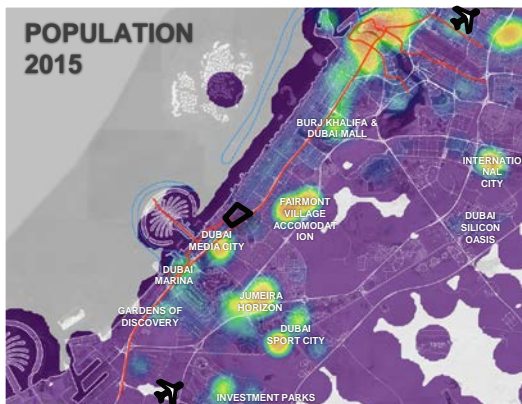 POPULATION
2015
BURJ KHALIFA &
DUBAI MALL
INTERNATIO
NAL
CITY
FAIRMONT
VILLAGE
ACCOMODAT
ION
DUBAI
SILICON
OASIS
DUBAI
MEDIA CITY
DUBAI
MARINA
JUMEIRA
HORIZON
GARDENS OF
DISCOVERY
DUBAI
SPORT CITY
INVESTMENT PARKS